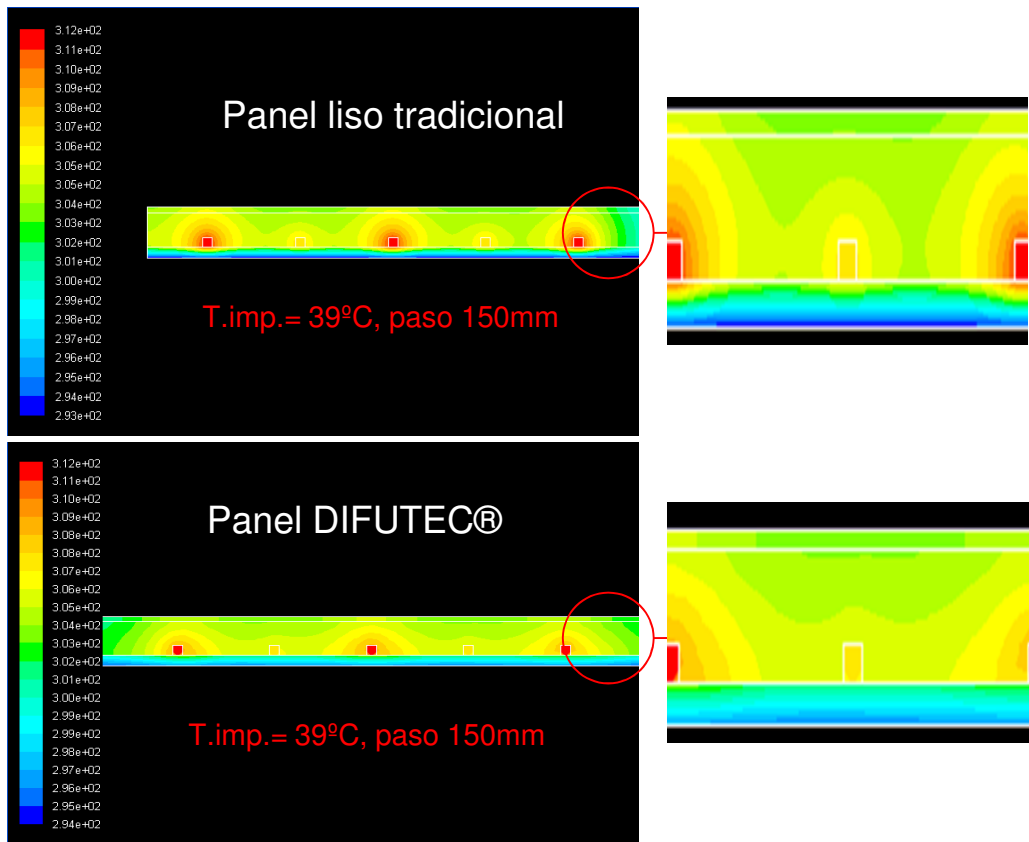 3.12e+02
3.11e+02
3.10e+02
3.09e+02
3.08e+02
3.07e+02
3.06e+02
3.05e+02
3.04e+02
3.03e+02
3.02e+02
3.01e+02
3.00e+02
2.99e+02
2.98e+02
2.97e+02
2.96e+02
2.95e+02
2.94e+02
2.93e+02
Panel liso tradicional
T.imp.= 39ºC, paso 150mm
3.12e+02
3.11e+02
3.10e+02
3.09e+02
3.08e+02
3.07e+02
3.06e+02
3.05e+02
3.04e+02
3.03e+02
3.02e+02
3.01e+02
3.00e+02
2.99e+02
2.99e+02
2.98e+02
2.97e+02
2.96e+02
2.95e+02
2.94e+02
Panel DIFUTEC®
T.imp.= 39ºC, paso 150mm